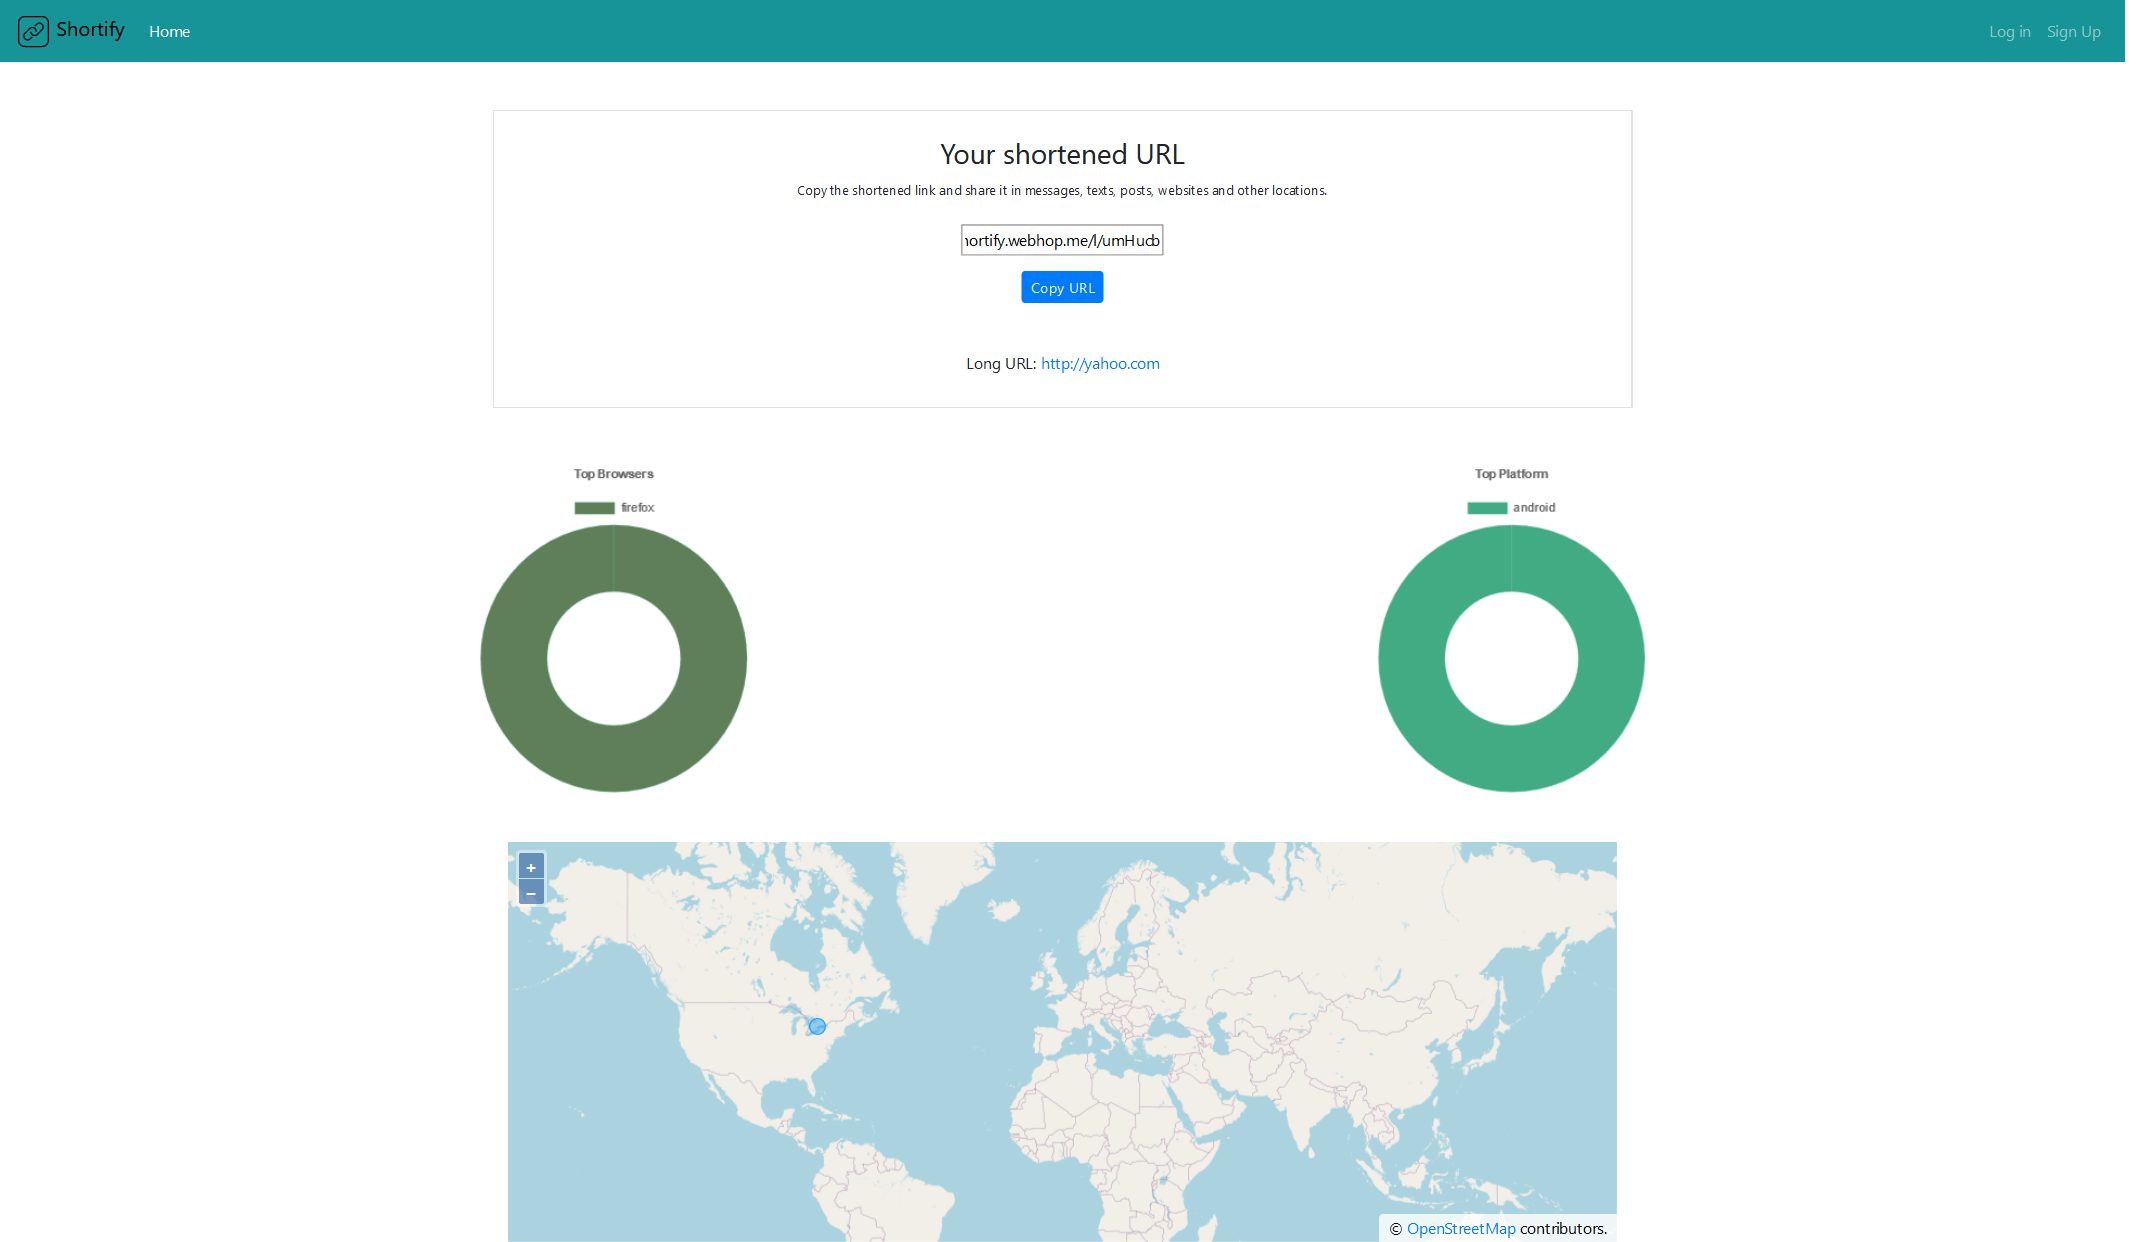 Shortify Home Log in Sign Up
Your shortened URL
Copy the shortened link and share it in messages, texts, posts, websites and other locations.
hortify.webhop.me/l/umHucb
Copy URL
Long URL: http://yahoo.com
Top Browsers
firefox
Top Platform
android
+
−
© OpenStreetMap contributors.